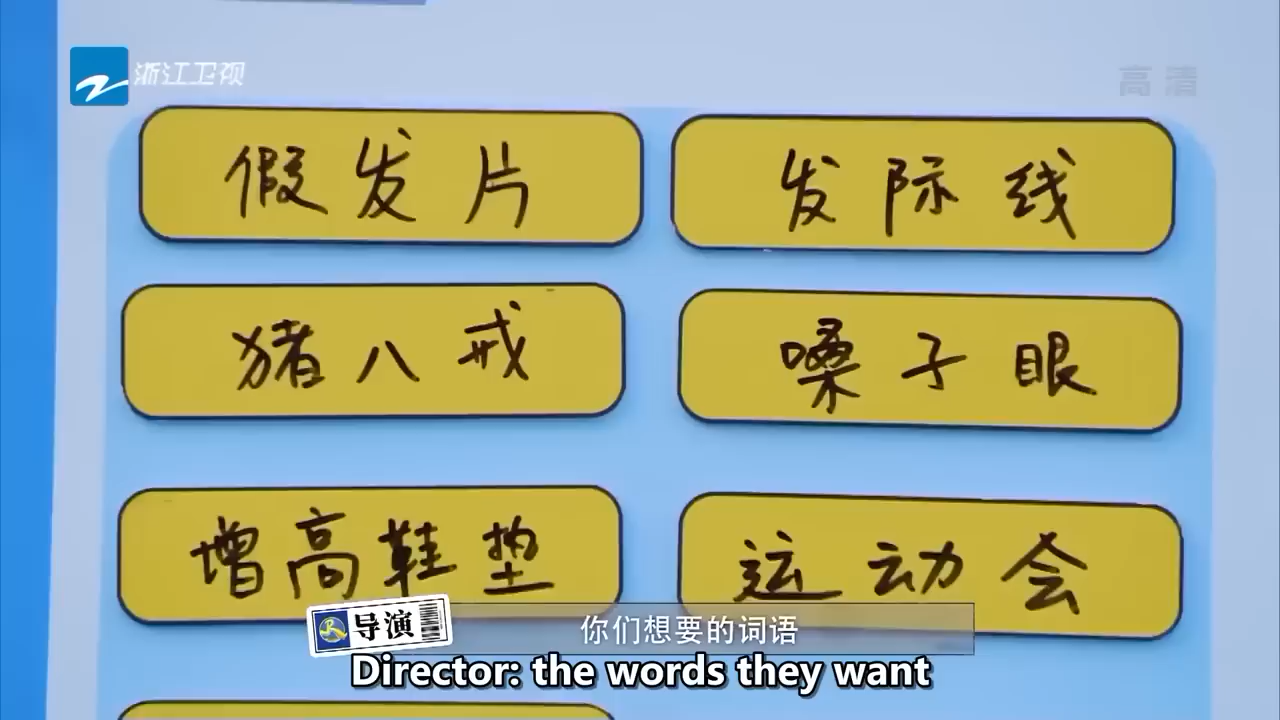 浙江卫视
高清
假发片
发际线
猪八戒
嗓子眼
增高鞋垫
运动会
导演
你们想要的词语
Director: the words they want